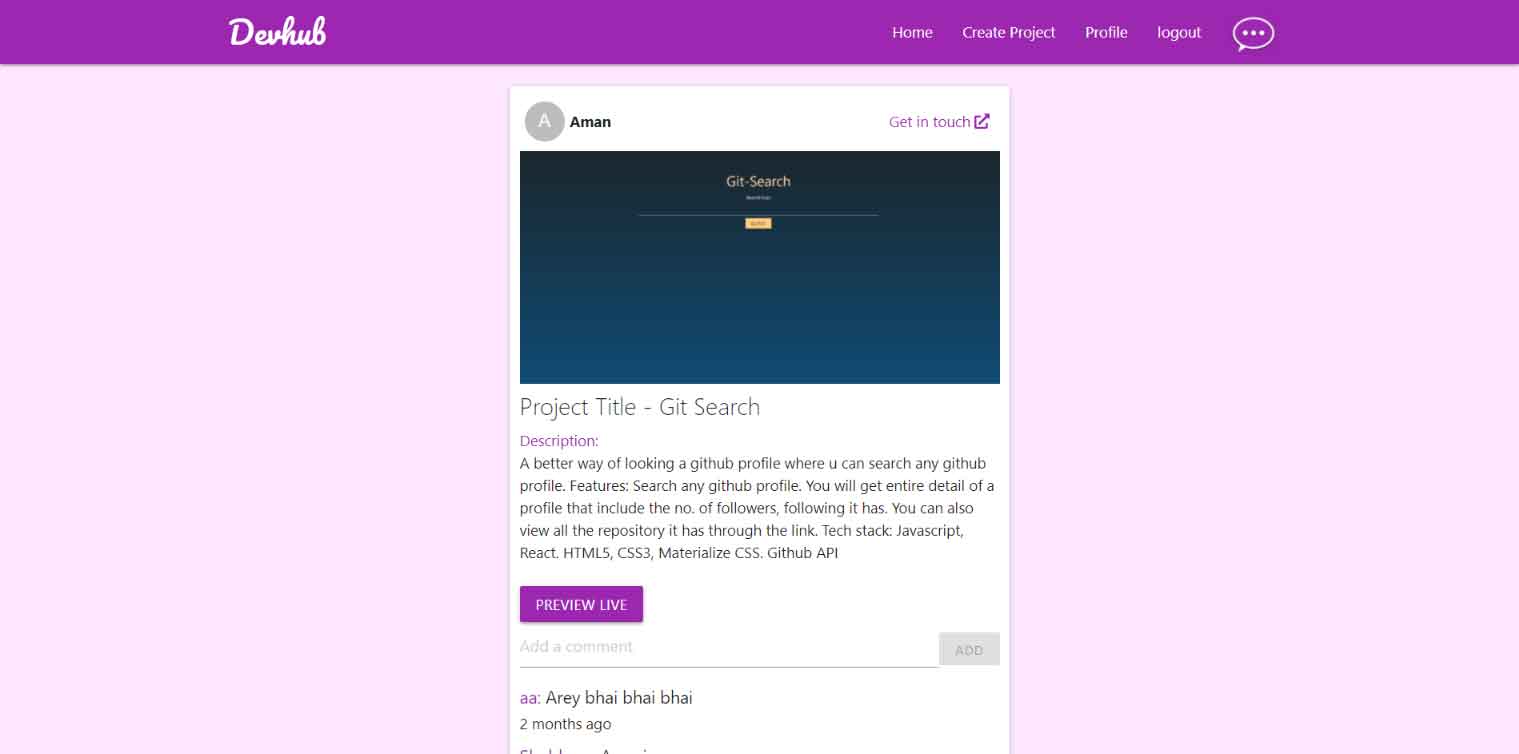 Devhub
Home
Create Project
Profile
logout
A
Aman
Get in touch
Git-Search
Project Title - Git Search
Description:
A better way of looking a github profile where u can search any github
profile. Features: Search any github profile. You will get entire detail of a
profile that include the no. of followers, following it has. You can also
view all the repository it has through the link. Tech stack: Javascript,
React. HTML5, CSS3, Materialize CSS. Github API
PREVIEW LIVE
Add a comment
ADD
aa: Arey bhai bhai bhai
2 months ago